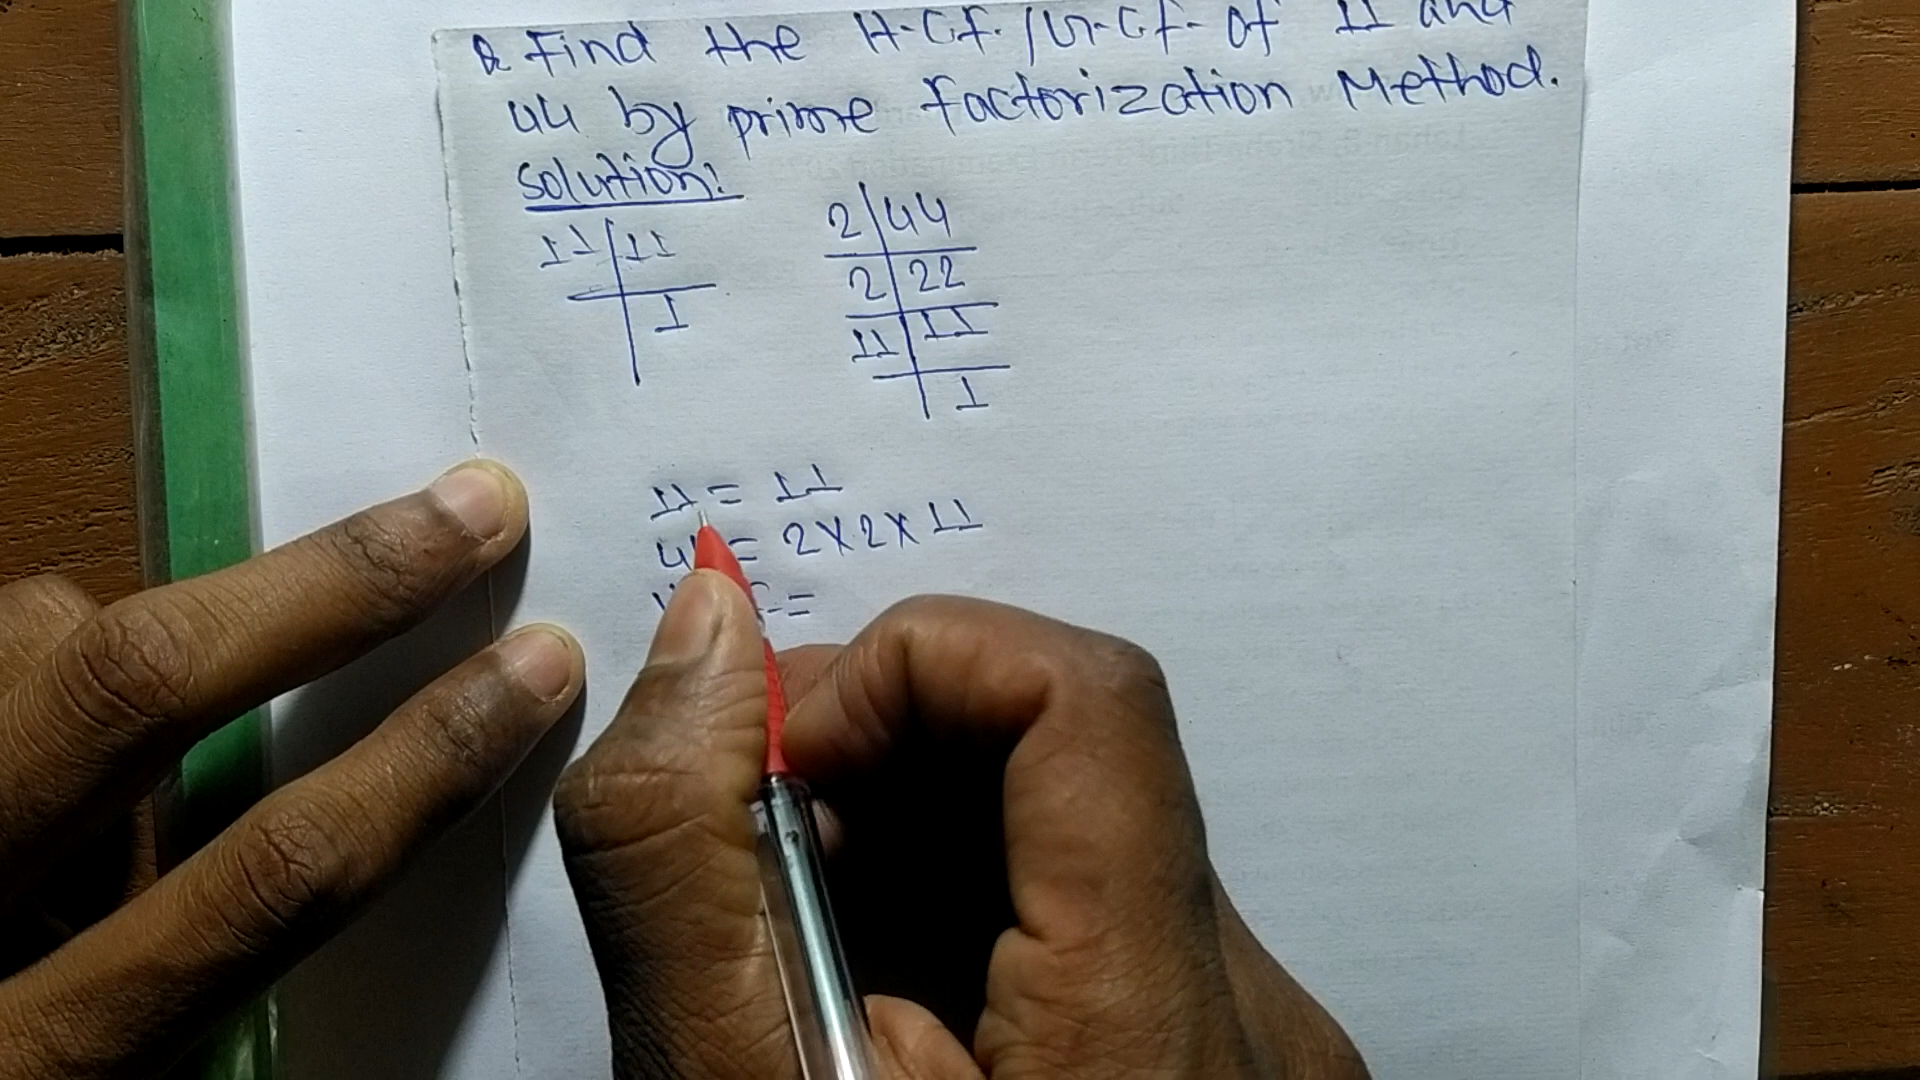 Q Find the H.C.F. / G.C.F. of 11 and
44 by prime factorization Method.
Solution:
11 11
1
2 44
2 22
11 11
1
11 = 11
44 = 2×2×11
=